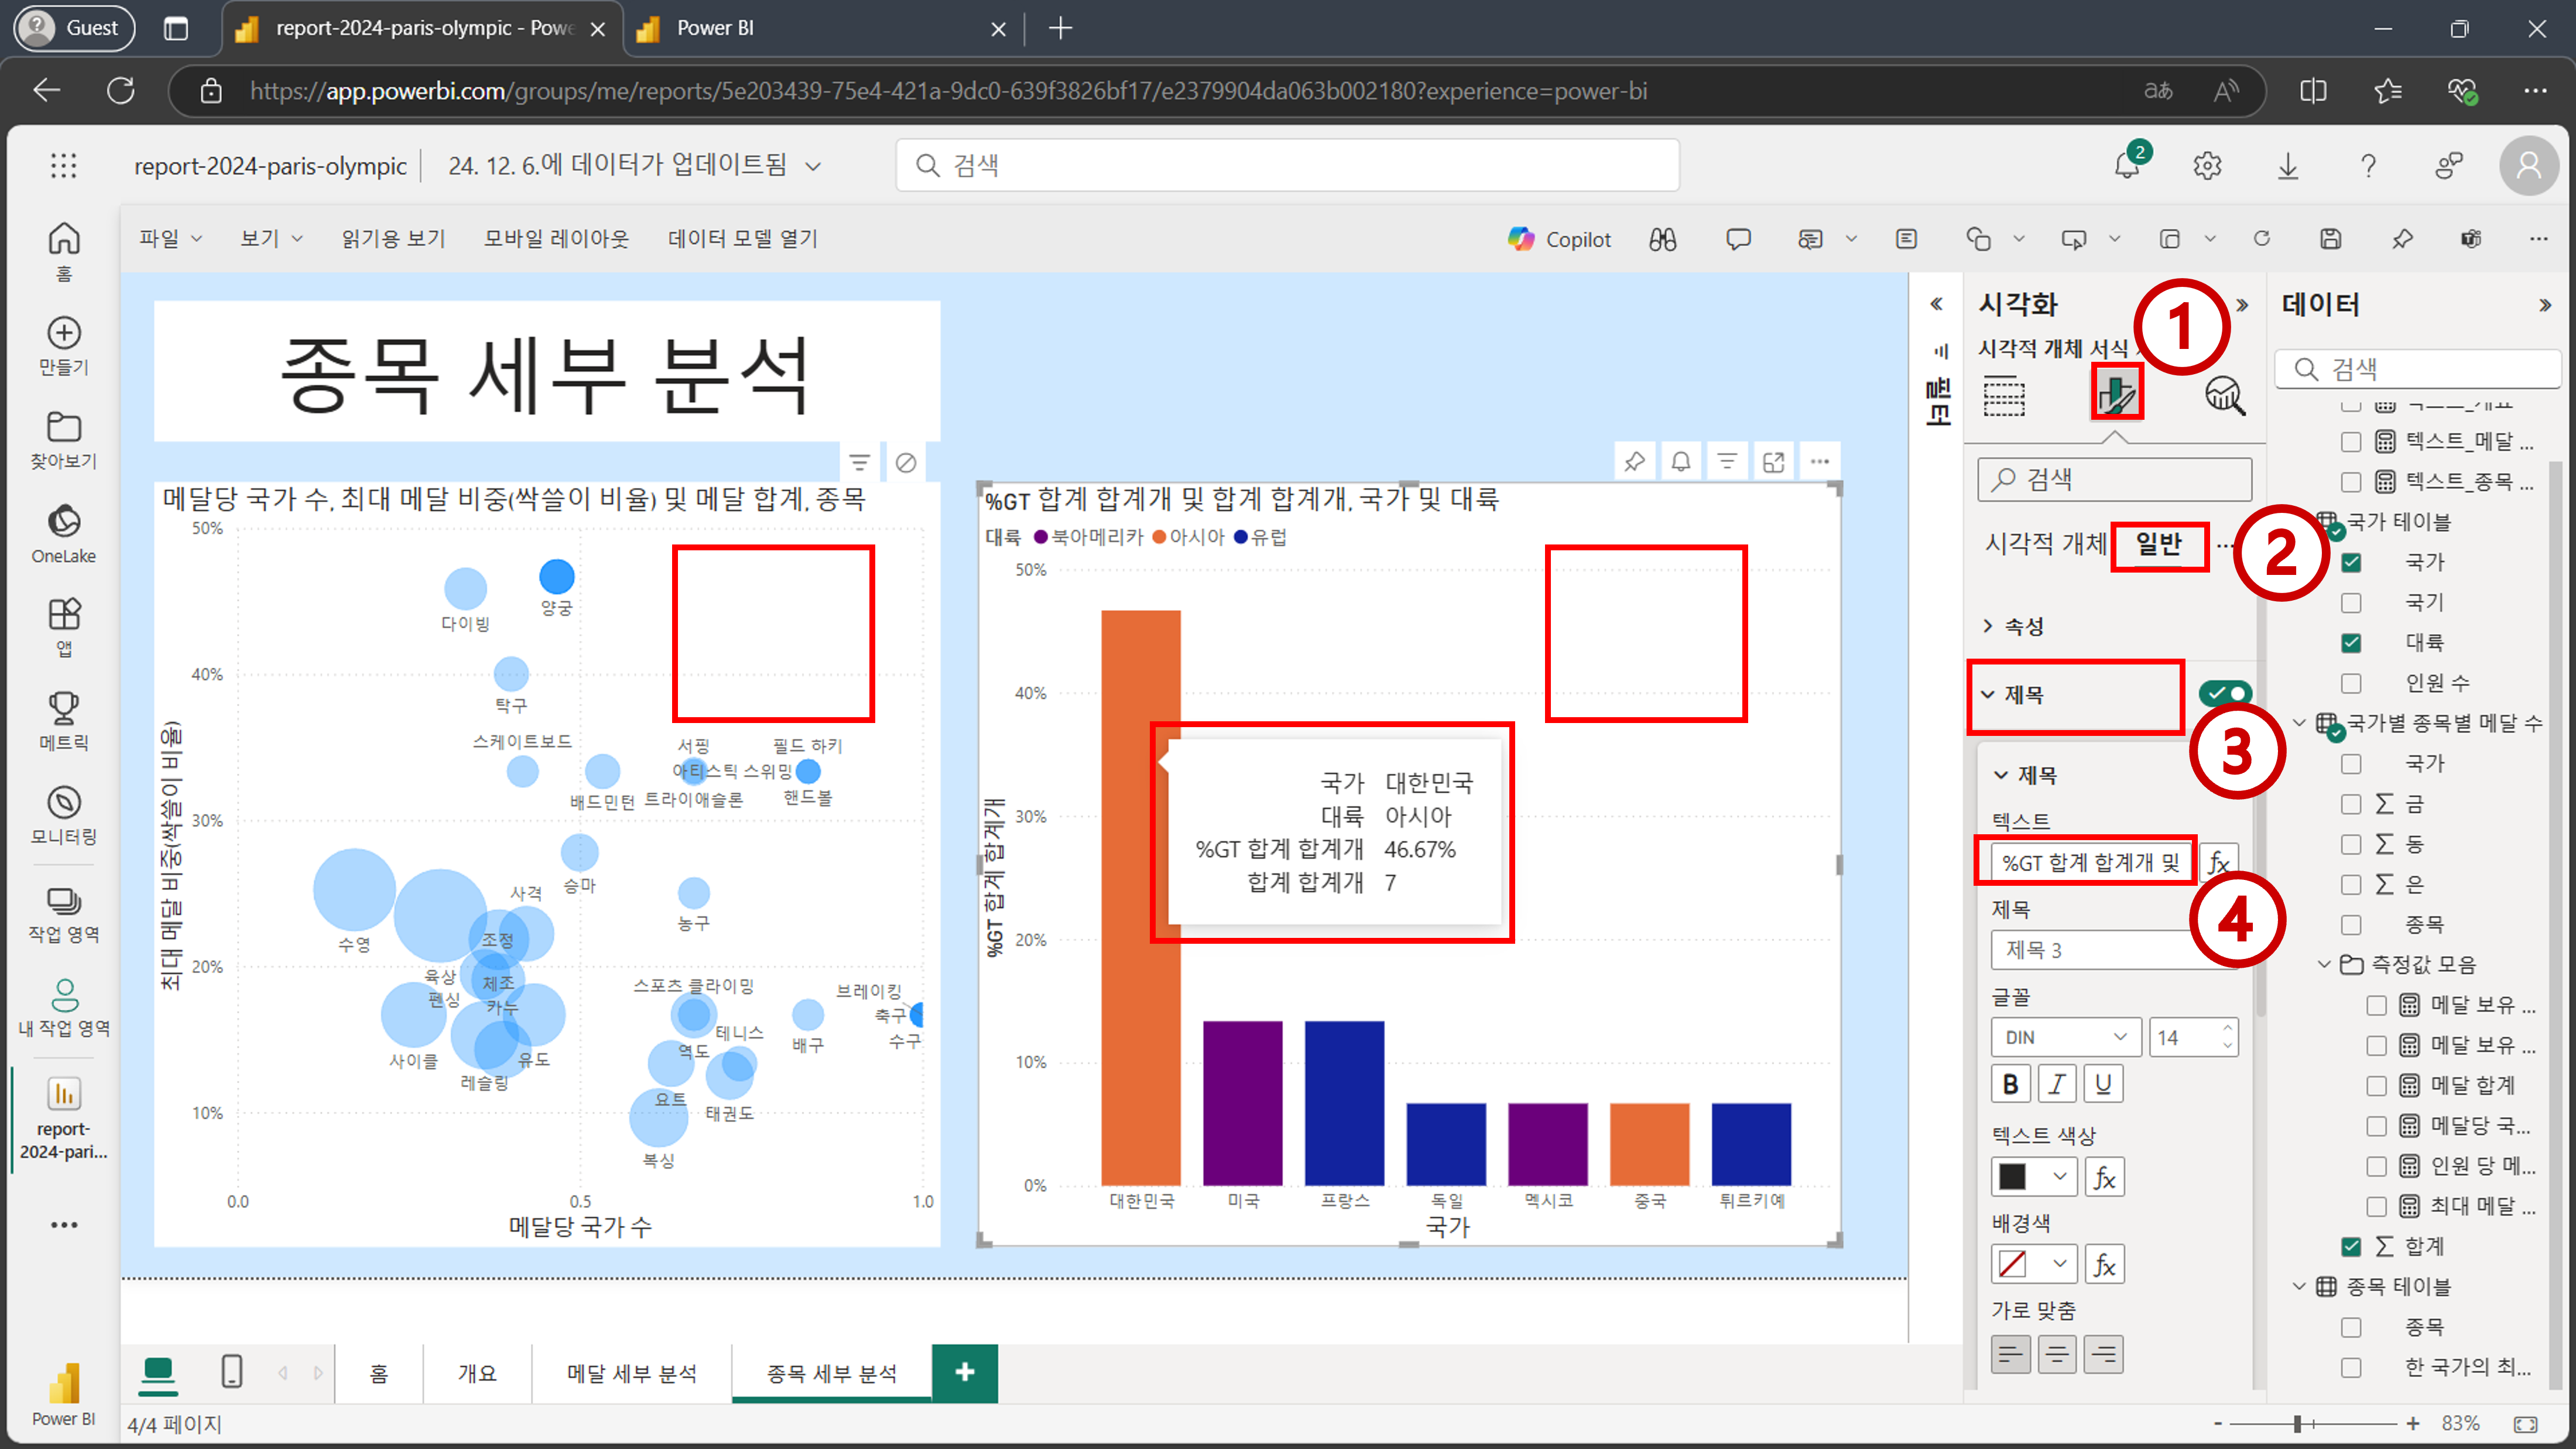 Guest
report-2024-paris-olympic - Powe
Power BI
https://app.powerbi.com/groups/me/reports/5e203439-75e4-421a-9dc0-639f3826bf17/e2379904da063b002180?experience=power-bi
report-2024-paris-olympic
24. 12. 6.에 데이터가 업데이트됨
검색
2
파일
보기
읽기용 보기
모바일 레이아웃
데이터 모델 열기
Copilot
홈
만들기
찾아보기
OneLake
앱
메트릭
모니터링
작업 영역
내 작업 영역
report-
2024-pari...
Power BI
종목 세부 분석
메달당 국가 수, 최대 메달 비중(싹쓸이 비율) 및 메달 합계, 종목
50%
40%
30%
20%
10%
최대 메달 비중(싹쓸이 비율)
다이빙
양궁
탁구
스케이트보드
서핑
필드 하키
아티스틱 스위밍
배드민턴
트라이애슬론
핸드볼
승마
사격
수영
조정
농구
육상
체조
펜싱
카누
스포츠 클라이밍
브레이킹
축구
테니스
수구
사이클
유도
역도
배구
레슬링
요트
태권도
복싱
0.0
0.5
1.0
메달당 국가 수
%GT 합계 합계개 및 합계 합계개, 국가 및 대륙
대륙
북아메리카
아시아
유럽
50%
40%
30%
20%
10%
0%
%GT 합계 합계개
국가 대한민국
대륙 아시아
%GT 합계 합계개 46.67%
합계 합계개 7
대한민국
미국
프랑스
독일
멕시코
중국
튀르키예
국가
필터
시각화
시각적 개체 서식
1
검색
시각적 개체
일반
...
2
속성
제목
3
제목
텍스트
%GT 합계 합계개 및
fx
4
제목
제목 3
글꼴
DIN
14
B
I
U
텍스트 색상
fx
배경색
fx
가로 맞춤
데이터
검색
텍스트_메달 ...
텍스트_종목 ...
국가 테이블
국가
국기
대륙
인원 수
국가별 종목별 메달 수
국가
금
동
은
종목
측정값 모음
메달 보유 ...
메달 보유 ...
메달 합계
메달당 국...
인원 당 메...
최대 메달 ...
합계
종목 테이블
종목
한 국가의 최...
홈
개요
메달 세부 분석
종목 세부 분석
4/4 페이지
83%